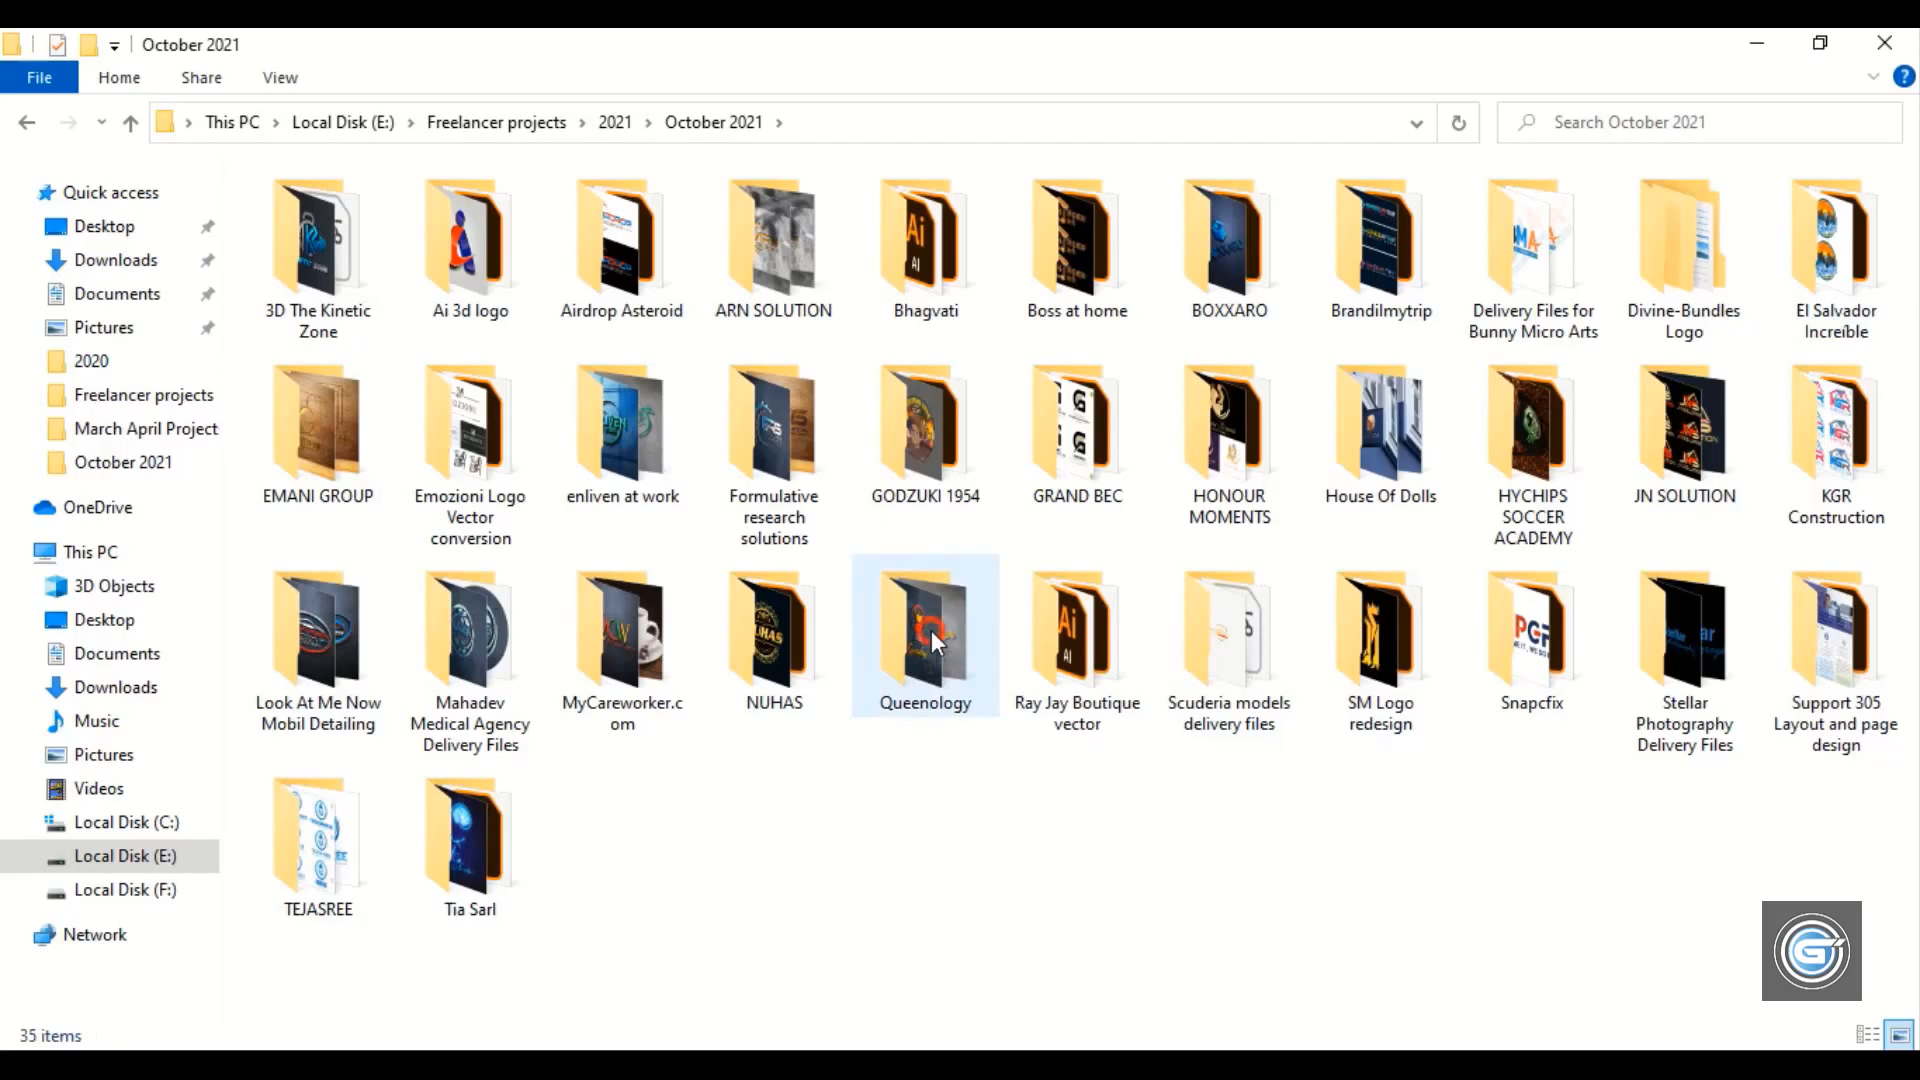 October 2021
File Home Share View
This PC Local Disk (E:) Freelancer projects 2021 October 2021
Search October 2021
Quick access
Desktop
Downloads
Documents
Pictures
2020
Freelancer projects
March April Project
October 2021
OneDrive
This PC
3D Objects
Desktop
Documents
Downloads
Music
Pictures
Videos
Local Disk (C:)
Local Disk (E:)
Local Disk (F:)
Network
3D The Kinetic
Zone
Ai 3d logo
Airdrop Asteroid
ARN SOLUTION
Ai
AI
Bhagvati
Boss at home
BOXXARO
Brandilmytrip
Delivery Files for
Bunny Micro Arts
Divine-Bundles
Logo
El Salvador
Increíble
EMANI GROUP
Emozioni Logo
Vector
conversion
enliven at work
Formulative
research
solutions
GODZUKI 1954
GRAND BEC
HONOUR
MOMENTS
House Of Dolls
HYCHIPS
SOCCER
ACADEMY
JN SOLUTION
KGR
Construction
Look At Me Now
Mobil Detailing
Mahadev
Medical Agency
Delivery Files
MyCareworker.c
om
NUHAS
Queenology
Ai
AI
Ray Jay Boutique
vector
Scuderia models
delivery files
SM Logo
redesign
Snapcfix
Stellar
Photography
Delivery Files
Support 305
Layout and page
design
TEJASREE
Tia Sarl
35 items